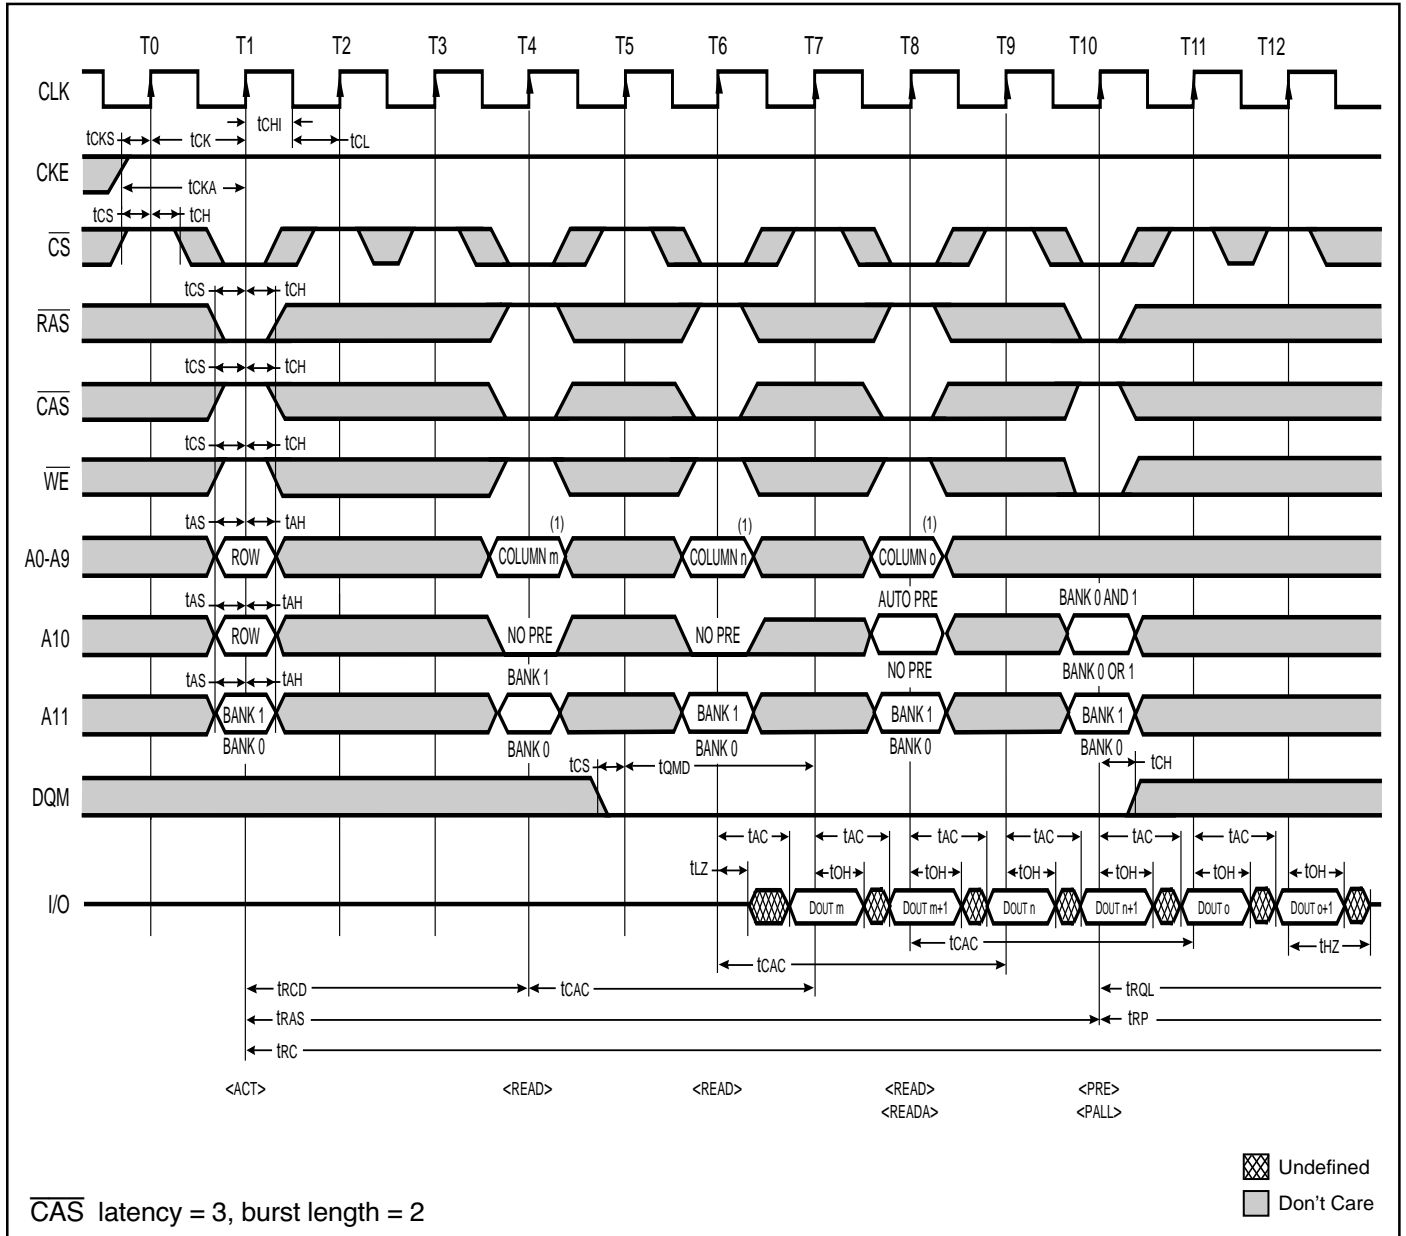 T0 T1 T2 T3 T4 T5 T6 T7 T8 T9 T10 T11 T12
CLK
tCHI
tCKS tCK tCL
CKE
tCKA
tCS tCH
CS
tCS tCH
RAS
tCS tCH
CAS
tCS tCH
WE
tAS tAH (1) (1) (1)
A0-A9 ROW COLUMN m COLUMN n COLUMN o
tAS tAH AUTO PRE BANK 0 AND 1
A10 ROW NO PRE NO PRE
BANK 1 NO PRE BANK 0 OR 1
tAS tAH
A11 BANK 1 BANK 1 BANK 1 BANK 1
BANK 0 BANK 0 BANK 0 BANK 0 BANK 0
tCS tQMD tCH
DQM
tAC tAC tAC tAC tAC tAC
tLZ tOH tOH tOH tOH tOH tOH
I/O DOUT m DOUT m+1 DOUT n DOUT n+1 DOUT o DOUT o+1
tCAC tHZ
tCAC
tRCD tCAC tRQL
tRAS tRP
tRC
<ACT> <READ> <READ> <READ> <PRE>
<READA> <PALL>
Undefined
Don't Care
CAS latency = 3, burst length = 2